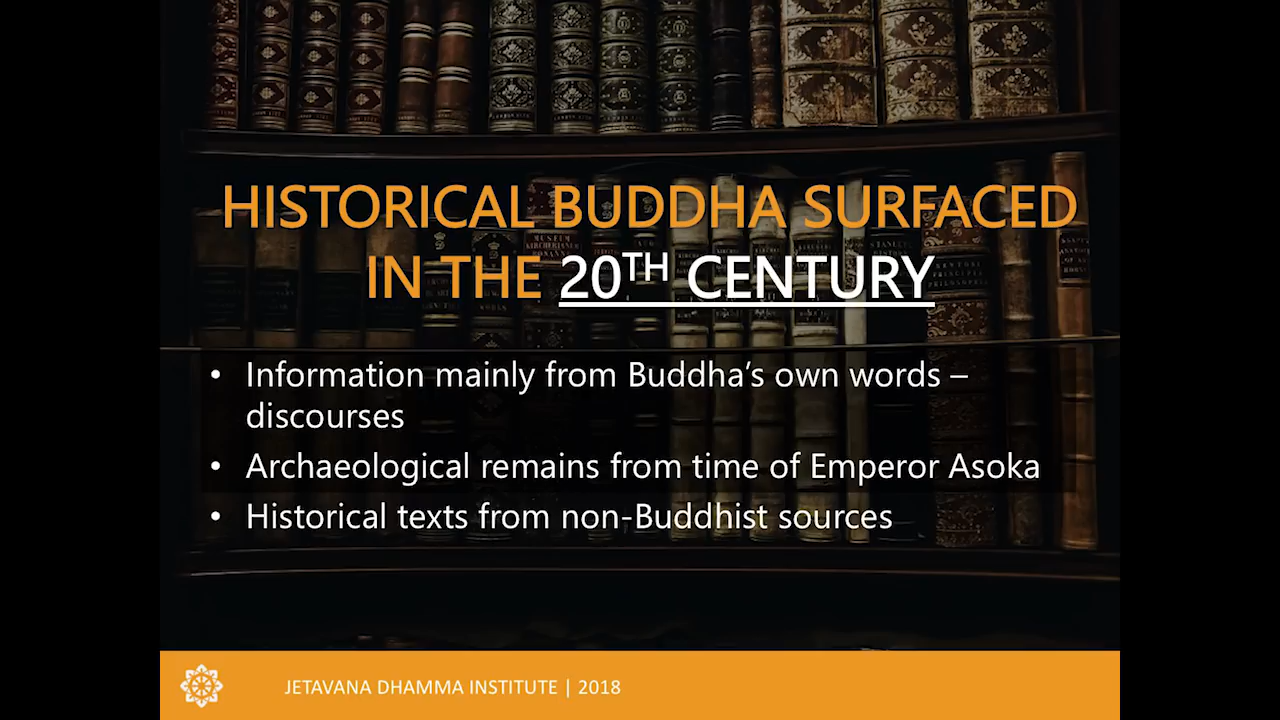 HISTORICAL BUDDHA SURFACED
IN THE 20TH CENTURY
• Information mainly from Buddha’s own words –
discourses
• Archaeological remains from time of Emperor Asoka
• Historical texts from non-Buddhist sources
JETAVANA DHAMMA INSTITUTE | 2018